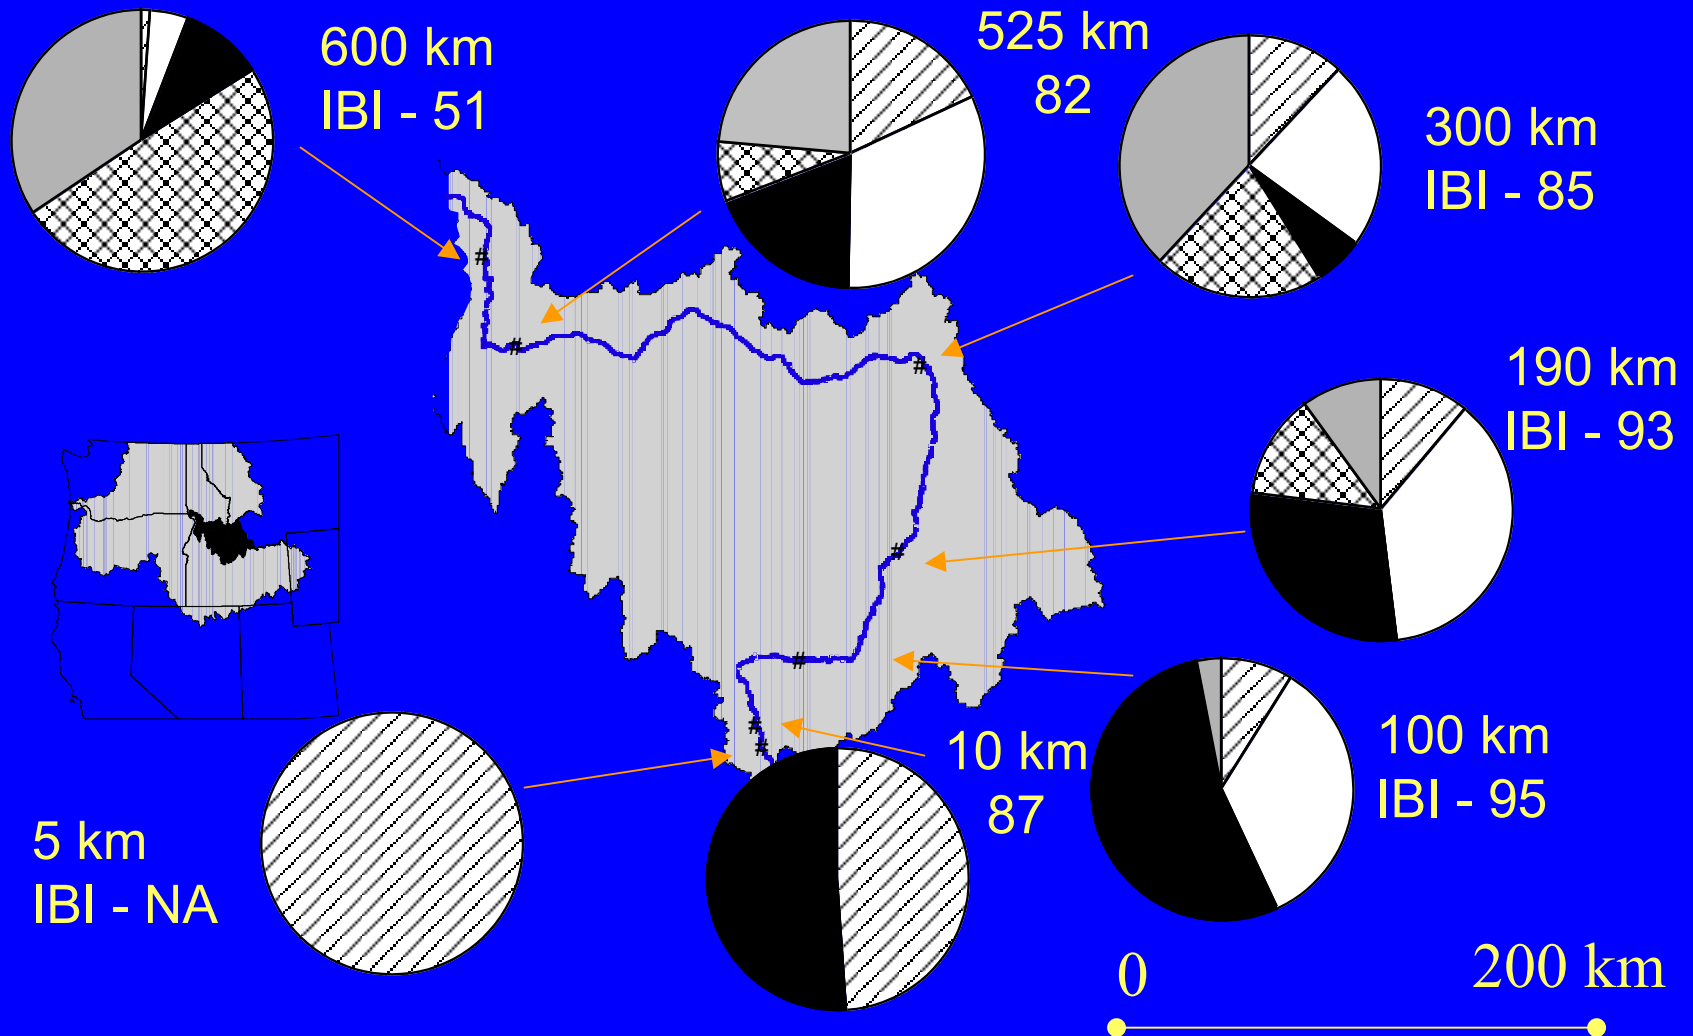 600 km
IBI - 51
525 km
82
300 km
IBI - 85
190 km
IBI - 93
100 km
IBI - 95
10 km
87
5 km
IBI - NA
#
#
#
#
#
#
#
0
200 km